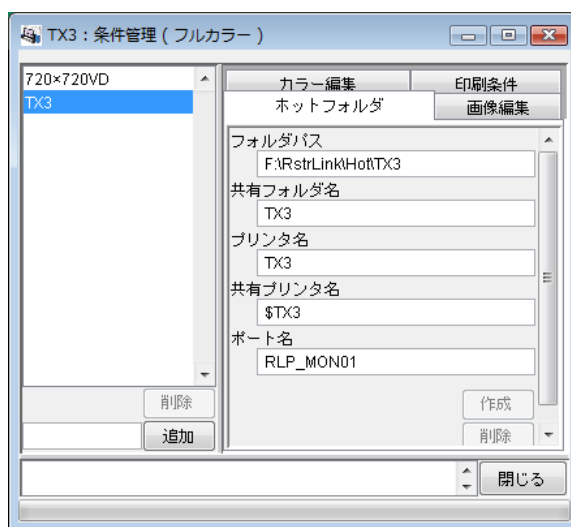 TX3：条件管理 ( フルカラー )
720×720VD
TX3
削除
追加
カラー編集
印刷条件
ホットフォルダ
画像編集
フォルダパス
F:\RstrLink\Hot\TX3
共有フォルダ名
TX3
プリンタ名
TX3
共有プリンタ名
$TX3
ポート名
RLP_MON01
作成
削除
閉じる